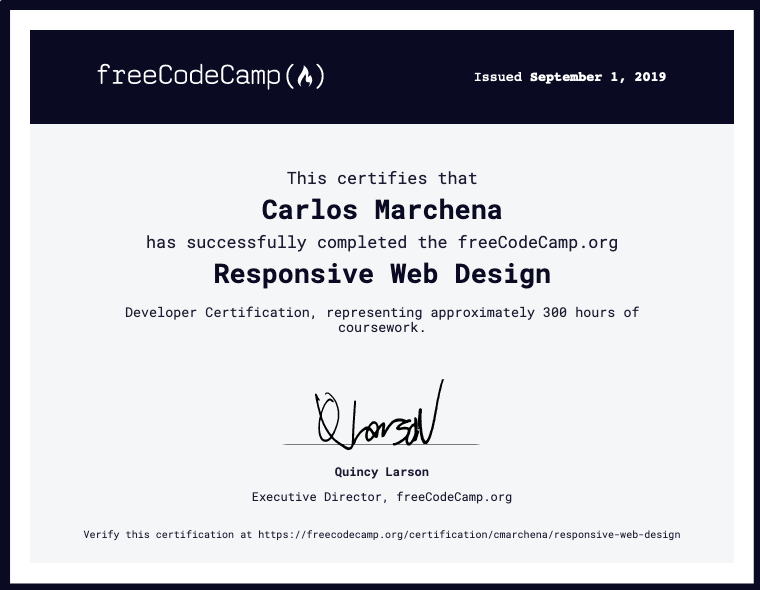 freeCodeCamp(🔥)
Issued September 1, 2019
This certifies that
Carlos Marchena
has successfully completed the freeCodeCamp.org
Responsive Web Design
Developer Certification, representing approximately 300 hours of
coursework.
Q Larson
Quincy Larson
Executive Director, freeCodeCamp.org
Verify this certification at https://freecodecamp.org/certification/cmarchena/responsive-web-design